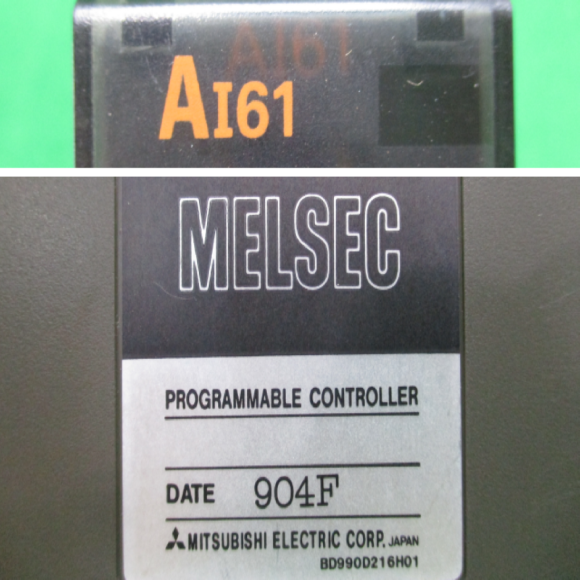 AI61
MELSEC
PROGRAMMABLE CONTROLLER
DATE 904F
MITSUBISHI ELECTRIC CORP. JAPAN
BD990D216H01